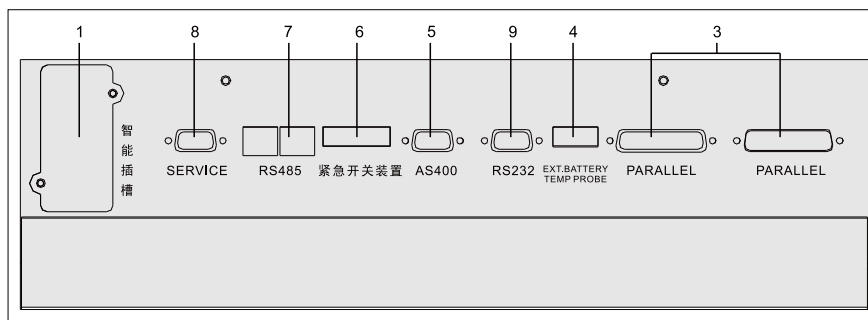 1
8
7
6
5
9
4
3
智能插槽
SERVICE
RS485
紧急开关装置
AS400
RS232
EXT.BATTERY
TEMP PROBE
PARALLEL
PARALLEL